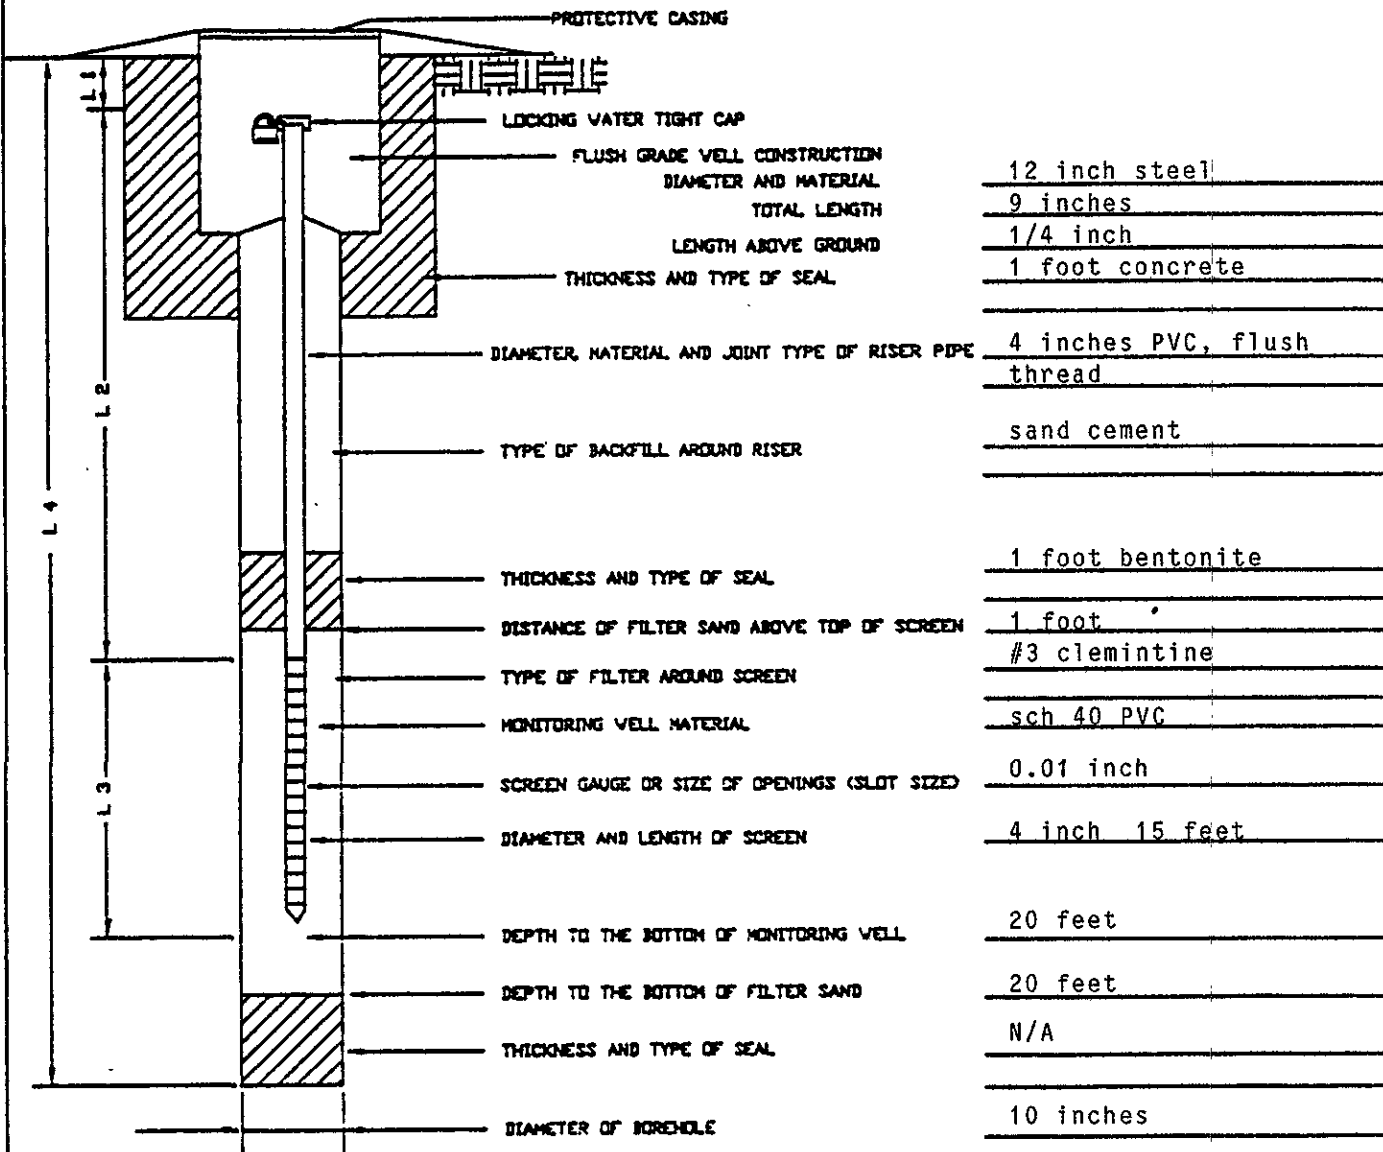 PROTECTIVE CASING
L 1
LOCKING WATER TIGHT CAP
FLUSH GRADE WELL CONSTRUCTION
DIAMETER AND MATERIAL 12 inch steel
TOTAL LENGTH 9 inches
LENGTH ABOVE GROUND 1/4 inch
THICKNESS AND TYPE OF SEAL 1 foot concrete
DIAMETER, MATERIAL AND JOINT TYPE OF RISER PIPE 4 inches PVC, flush
thread
L 2
TYPE OF BACKFILL AROUND RISER sand cement
L 4
THICKNESS AND TYPE OF SEAL 1 foot bentonite
DISTANCE OF FILTER SAND ABOVE TOP OF SCREEN 1 foot
TYPE OF FILTER AROUND SCREEN #3 clemintine
MONITORING WELL MATERIAL sch 40 PVC
L 3
SCREEN GAUGE OR SIZE OF OPENINGS (SLOT SIZE) 0.01 inch
DIAMETER AND LENGTH OF SCREEN 4 inch 15 feet
DEPTH TO THE BOTTOM OF MONITORING WELL 20 feet
DEPTH TO THE BOTTOM OF FILTER SAND 20 feet
THICKNESS AND TYPE OF SEAL N/A
DIAMETER OF BOREHOLE 10 inches